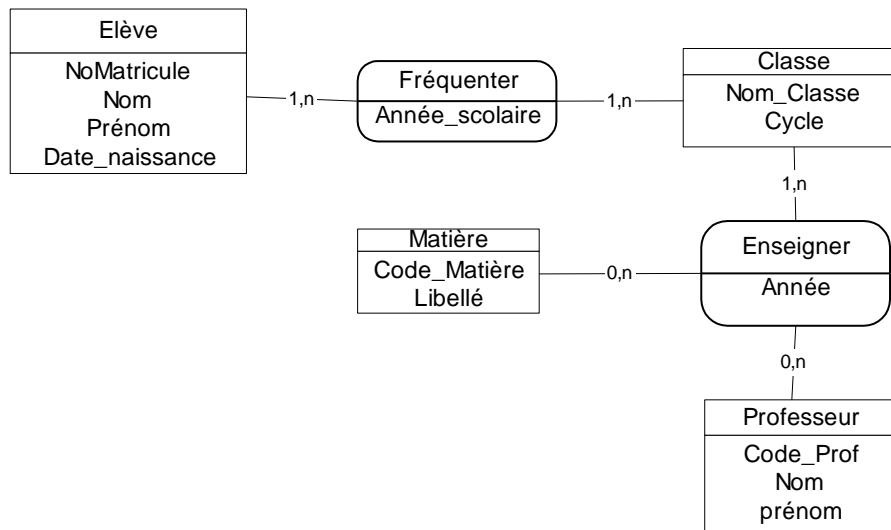 Elève
NoMatricule
Nom
Prénom
Date_naissance
1,n
Fréquenter
Année_scolaire
1,n
Classe
Nom_Classe
Cycle
1,n
Matière
Code_Matière
Libellé
0,n
Enseigner
Année
0,n
Professeur
Code_Prof
Nom
prénom